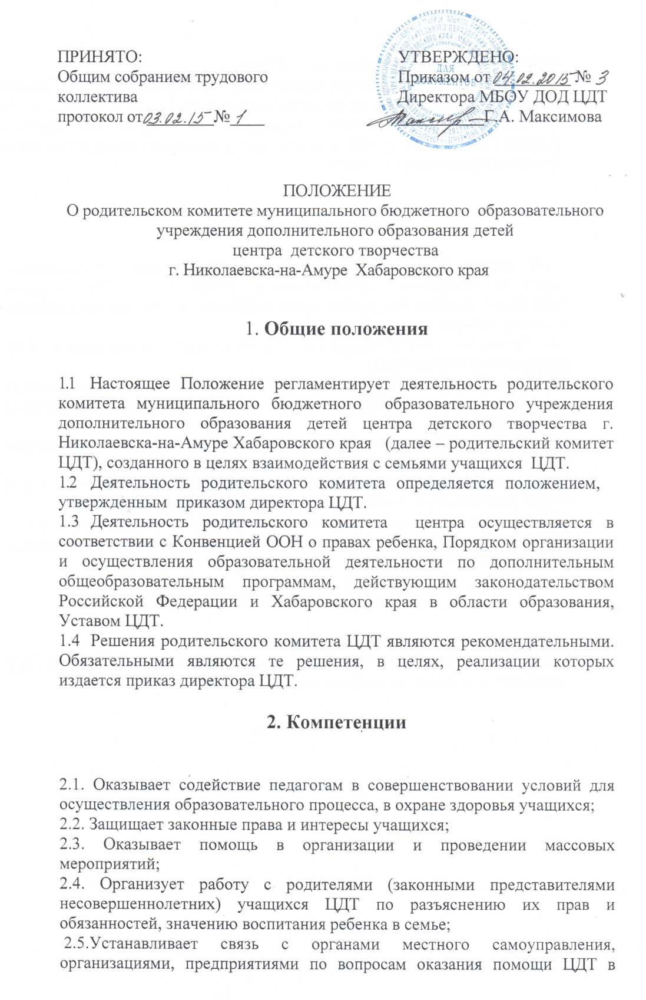 ПРИНЯТО:
Общим собранием трудового
коллектива
протокол от 03.02.15 № 1
УТВЕРЖДЕНО:
Приказом от 04.02.2015 № 3
Директора МБОУ ДОД ЦДТ
Г.А. Максимова
ДЛЯ
ДОКУМЕНТОВ
ПОЛОЖЕНИЕ
О родительском комитете муниципального бюджетного образовательного
учреждения дополнительного образования детей
центра детского творчества
г. Николаевска-на-Амуре Хабаровского края
1. Общие положения
1.1 Настоящее Положение регламентирует деятельность родительского
комитета муниципального бюджетного образовательного учреждения
дополнительного образования детей центра детского творчества г.
Николаевска-на-Амуре Хабаровского края (далее – родительский комитет
ЦДТ), созданного в целях взаимодействия с семьями учащихся ЦДТ.
1.2 Деятельность родительского комитета определяется положением,
утвержденным приказом директора ЦДТ.
1.3 Деятельность родительского комитета центра осуществляется в
соответствии с Конвенцией ООН о правах ребенка, Порядком организации
и осуществления образовательной деятельности по дополнительным
общеобразовательным программам, действующим законодательством
Российской Федерации и Хабаровского края в области образования,
Уставом ЦДТ.
1.4 Решения родительского комитета ЦДТ являются рекомендательными.
Обязательными являются те решения, в целях, реализации которых
издается приказ директора ЦДТ.
2. Компетенции
2.1. Оказывает содействие педагогам в совершенствовании условий для
осуществления образовательного процесса, в охране здоровья учащихся;
2.2. Защищает законные права и интересы учащихся;
2.3. Оказывает помощь в организации и проведении массовых
мероприятий;
2.4. Организует работу с родителями (законными представителями
несовершеннолетних) учащихся ЦДТ по разъяснению их прав и
обязанностей, значению воспитания ребенка в семье;
2.5.Устанавливает связь с органами местного самоуправления,
организациями, предприятиями по вопросам оказания помощи ЦДТ в